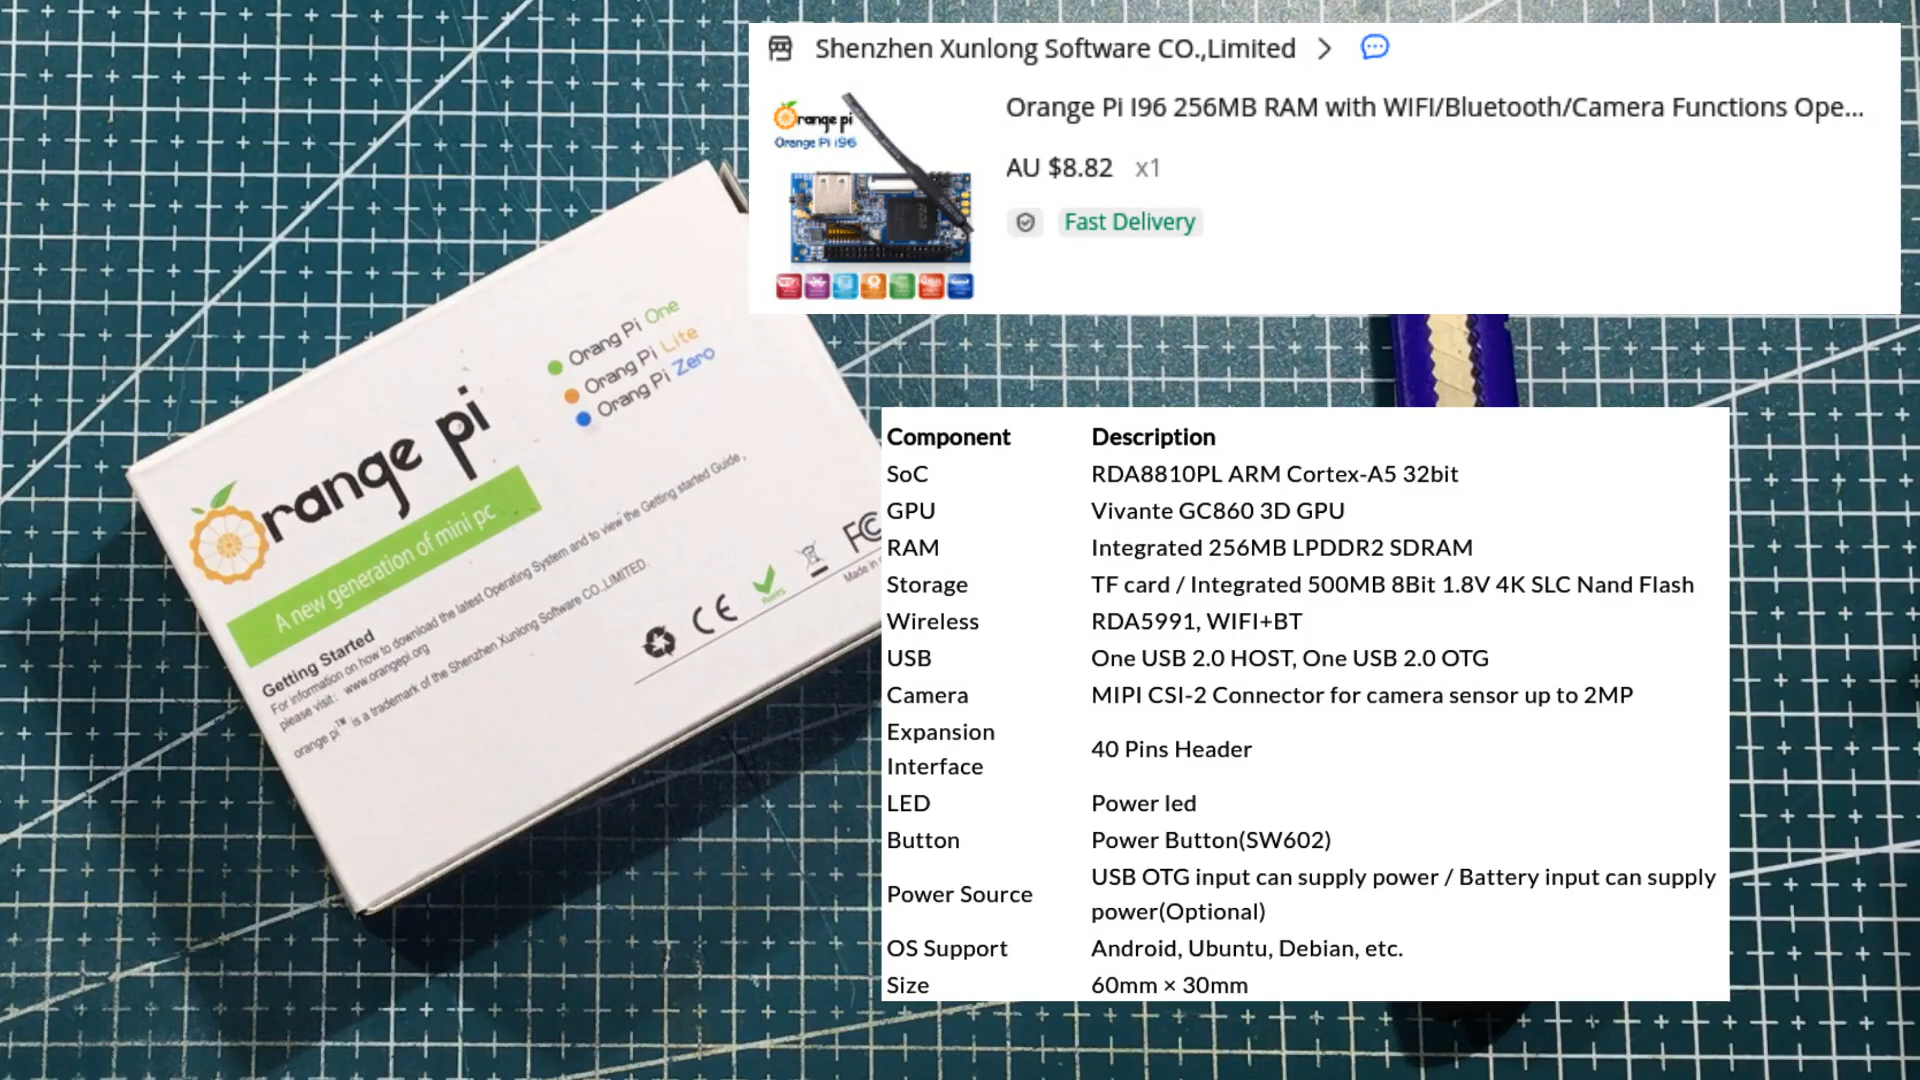 Shenzhen Xunlong Software CO.,Limited
Orange Pi I96 256MB RAM with WIFI/Bluetooth/Camera Functions Ope...
AU $8.82 x1
Fast Delivery
range pi
Orange Pi i96
Orang Pi One
Orang Pi Lite
Orang Pi Zero
range pi
A new generation of mini pc
Getting Started
For information on how to download the latest Operating System and to view the Getting started Guide,
please visit: www.orangepi.org
orange pi™ is a trademark of the Shenzhen Xunlong Software CO.,LIMITED.
CE
RoHS
FC
Made in
Component Description
SoC RDA8810PL ARM Cortex-A5 32bit
GPU Vivante GC860 3D GPU
RAM Integrated 256MB LPDDR2 SDRAM
Storage TF card / Integrated 500MB 8Bit 1.8V 4K SLC Nand Flash
Wireless RDA5991, WIFI+BT
USB One USB 2.0 HOST, One USB 2.0 OTG
Camera MIPI CSI-2 Connector for camera sensor up to 2MP
Expansion
Interface 40 Pins Header
LED Power led
Button Power Button(SW602)
Power Source USB OTG input can supply power / Battery input can supply
power(Optional)
OS Support Android, Ubuntu, Debian, etc.
Size 60mm × 30mm